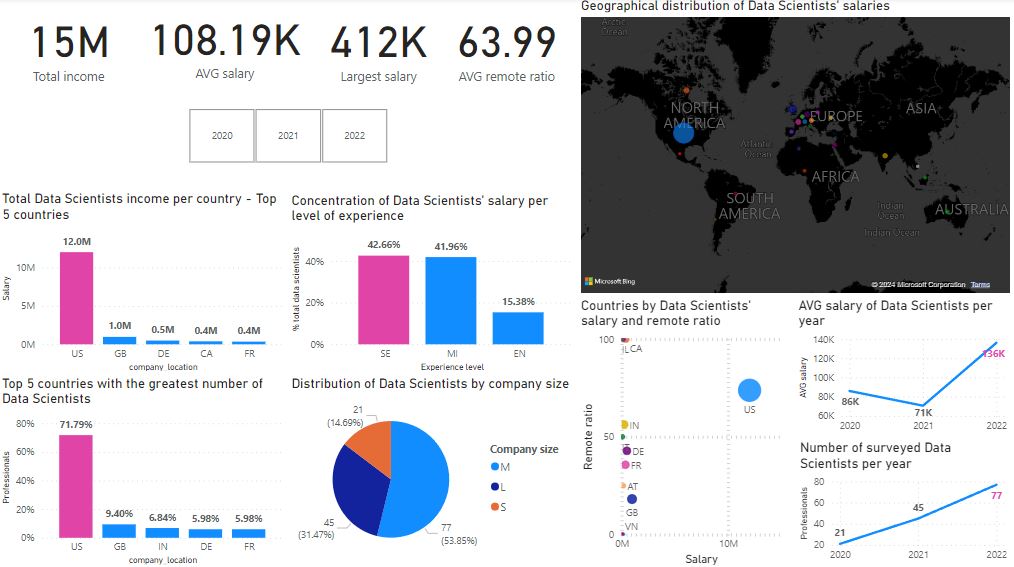 15M
Total income
108.19K
AVG salary
412K
Largest salary
63.99
AVG remote ratio
2020
2021
2022
Geographical distribution of Data Scientists' salaries
Arctic
Ocean
NORTH
AMERICA
EUROPE
ASIA
Atlantic
Ocean
AFRICA
SOUTH
AMERICA
Indian
Ocean
AUSTRALIA
Indian Ocean
Microsoft Bing
© 2024 Microsoft Corporation Terms
Total Data Scientists income per country - Top
5 countries
Salary
10M
5M
0M
12.0M
1.0M
0.5M
0.4M
0.4M
US
GB
DE
CA
FR
company_location
Concentration of Data Scientists' salary per
level of experience
% total data scientists
40%
20%
0%
42.66%
41.96%
15.38%
SE
MI
EN
Experience level
Top 5 countries with the greatest number of
Data Scientists
Professionals
80%
60%
40%
20%
0%
71.79%
9.40%
6.84%
5.98%
5.98%
US
GB
IN
DE
FR
company_location
Distribution of Data Scientists by company size
21
(14.69%)
45
(31.47%)
77
(53.85%)
Company size
M
L
S
Countries by Data Scientists'
salary and remote ratio
Remote ratio
100
50
0
CA
US
IN
DE
FR
AT
GB
VN
0M
10M
Salary
AVG salary of Data Scientists per
year
AVG salary
140K
120K
100K
80K
60K
86K
71K
136K
2020
2021
2022
Number of surveyed Data
Scientists per year
Professionals
80
60
40
20
21
45
77
2020
2021
2022